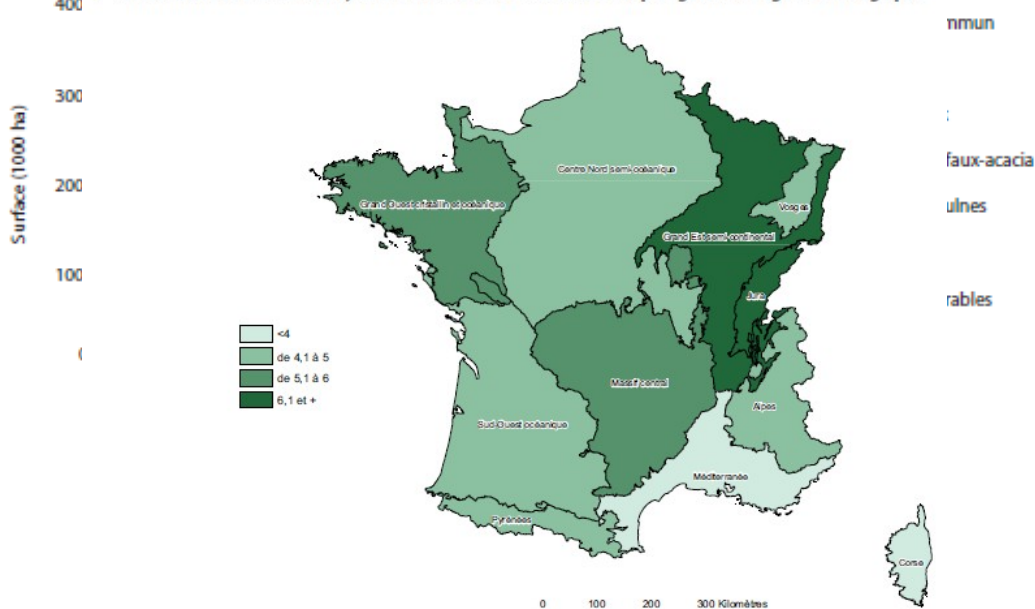 400
mmun
300
Surface (1000 ha)
Centre Nord semi-océanique
faux-acacia
200
Grand Ouest cristallin et océanique
Vosges
ulnes
Grand Est semi-continental
100
Jura
rables
<4
de 4,1 à 5
de 5,1 à 6
6,1 et +
Massif central
Alpes
Sud-Ouest océanique
Méditerranée
Pyrénées
Corse
0 100 200 300 Kilomètres